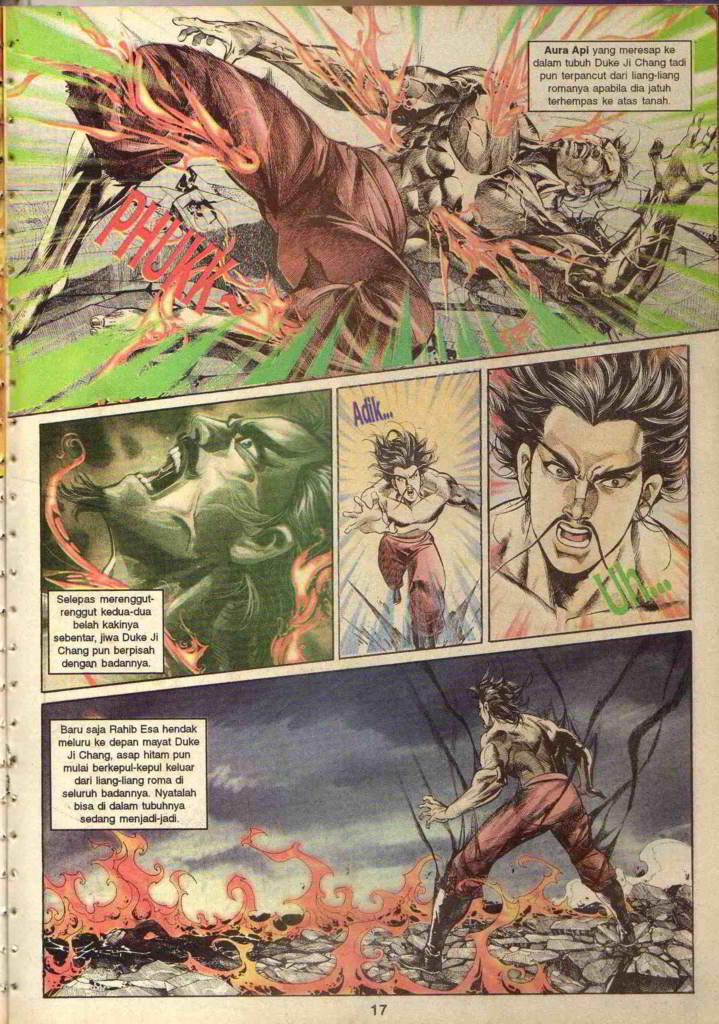 Aura Api yang meresap ke
dalam tubuh Duke Ji Chang tadi
pun terpancut dari liang-liang
romanya apabila dia jatuh
terhempas ke atas tanah.
PHUKK~
Selepas merenggut-
renggut kedua-dua
belah kakinya
sebentar, jiwa Duke Ji
Chang pun berpisah
dengan badannya.
Adik...
Uh...
Baru saja Rahib Esa hendak
meluru ke depan mayat Duke
Ji Chang, asap hitam pun
mulai berkepul-kepul keluar
dari liang-liang roma di
seluruh badannya. Nyatalah
bisa di dalam tubuhnya
sedang menjadi-jadi.
17